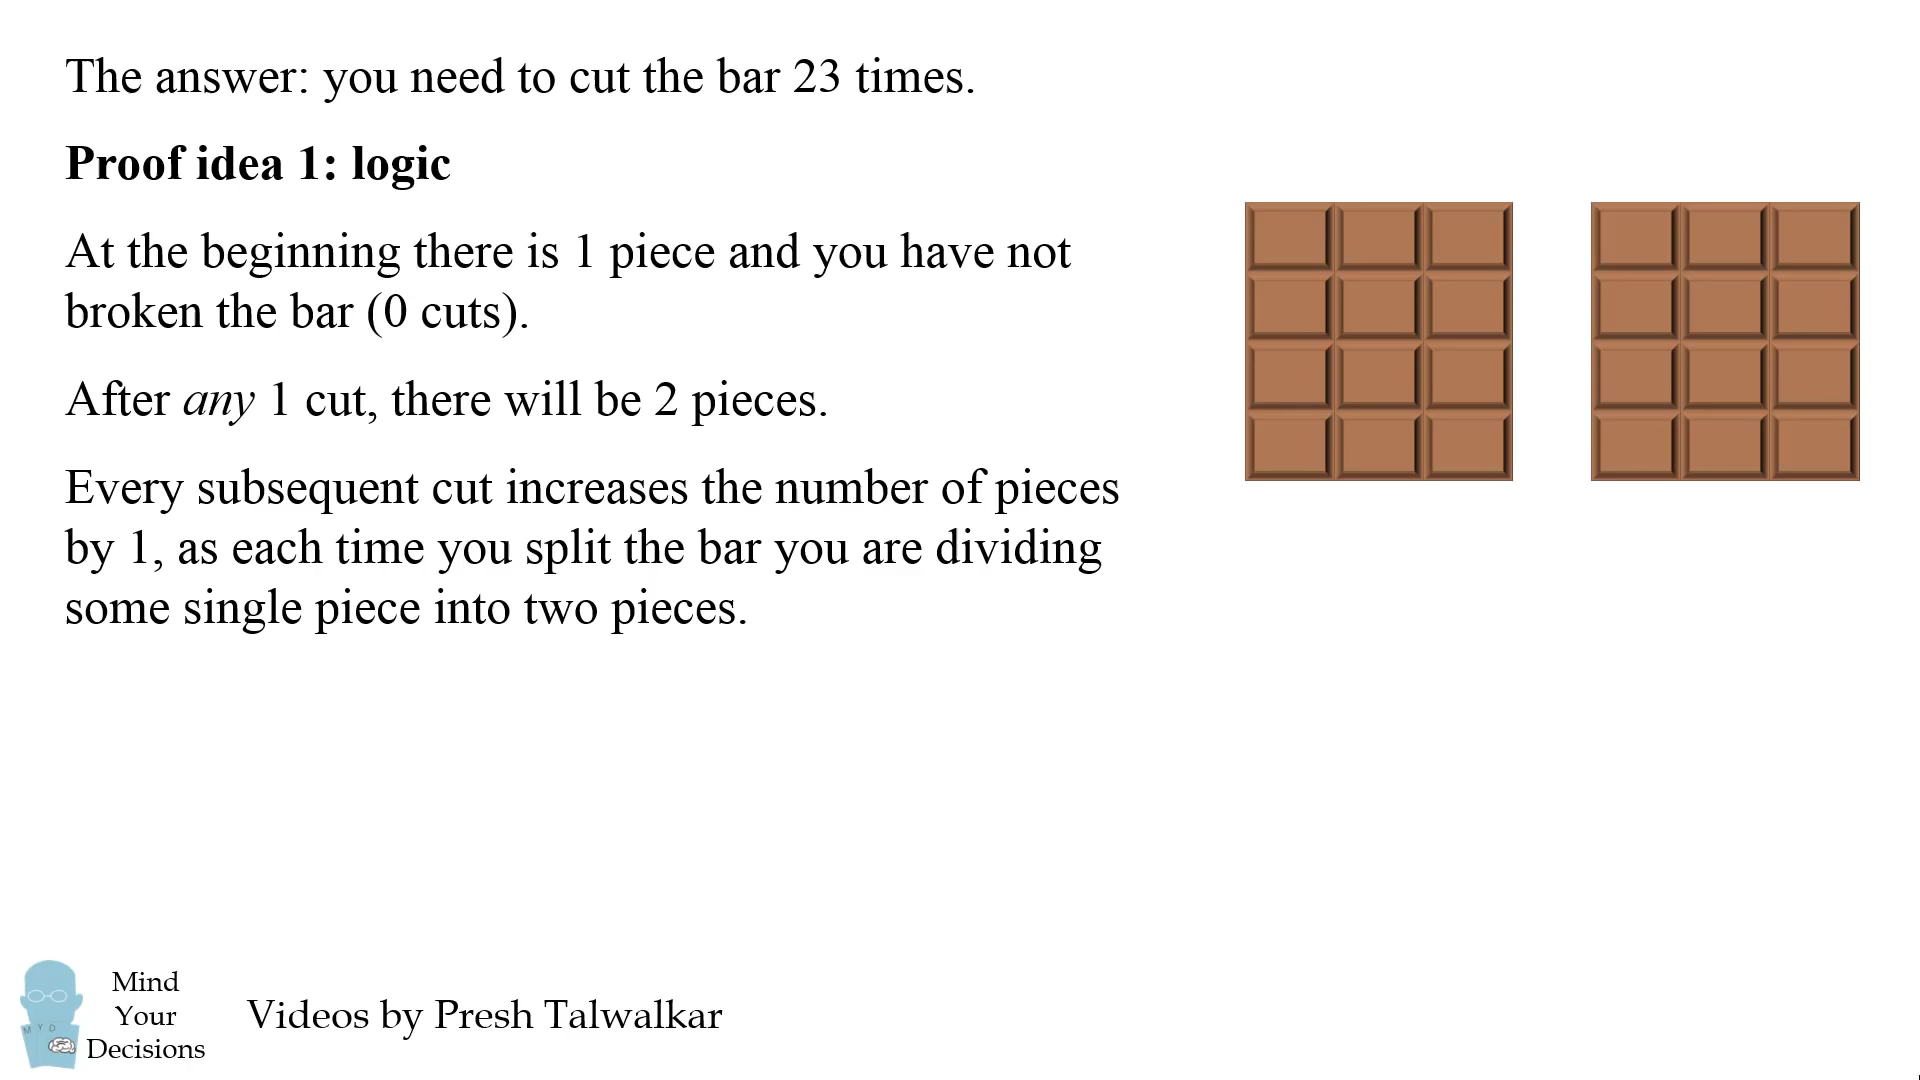 The answer: you need to cut the bar 23 times.
Proof idea 1: logic
At the beginning there is 1 piece and you have not
broken the bar (0 cuts).
After any 1 cut, there will be 2 pieces.
Every subsequent cut increases the number of pieces
by 1, as each time you split the bar you are dividing
some single piece into two pieces.
M Y D
Mind
Your
Decisions
Videos by Presh Talwalkar